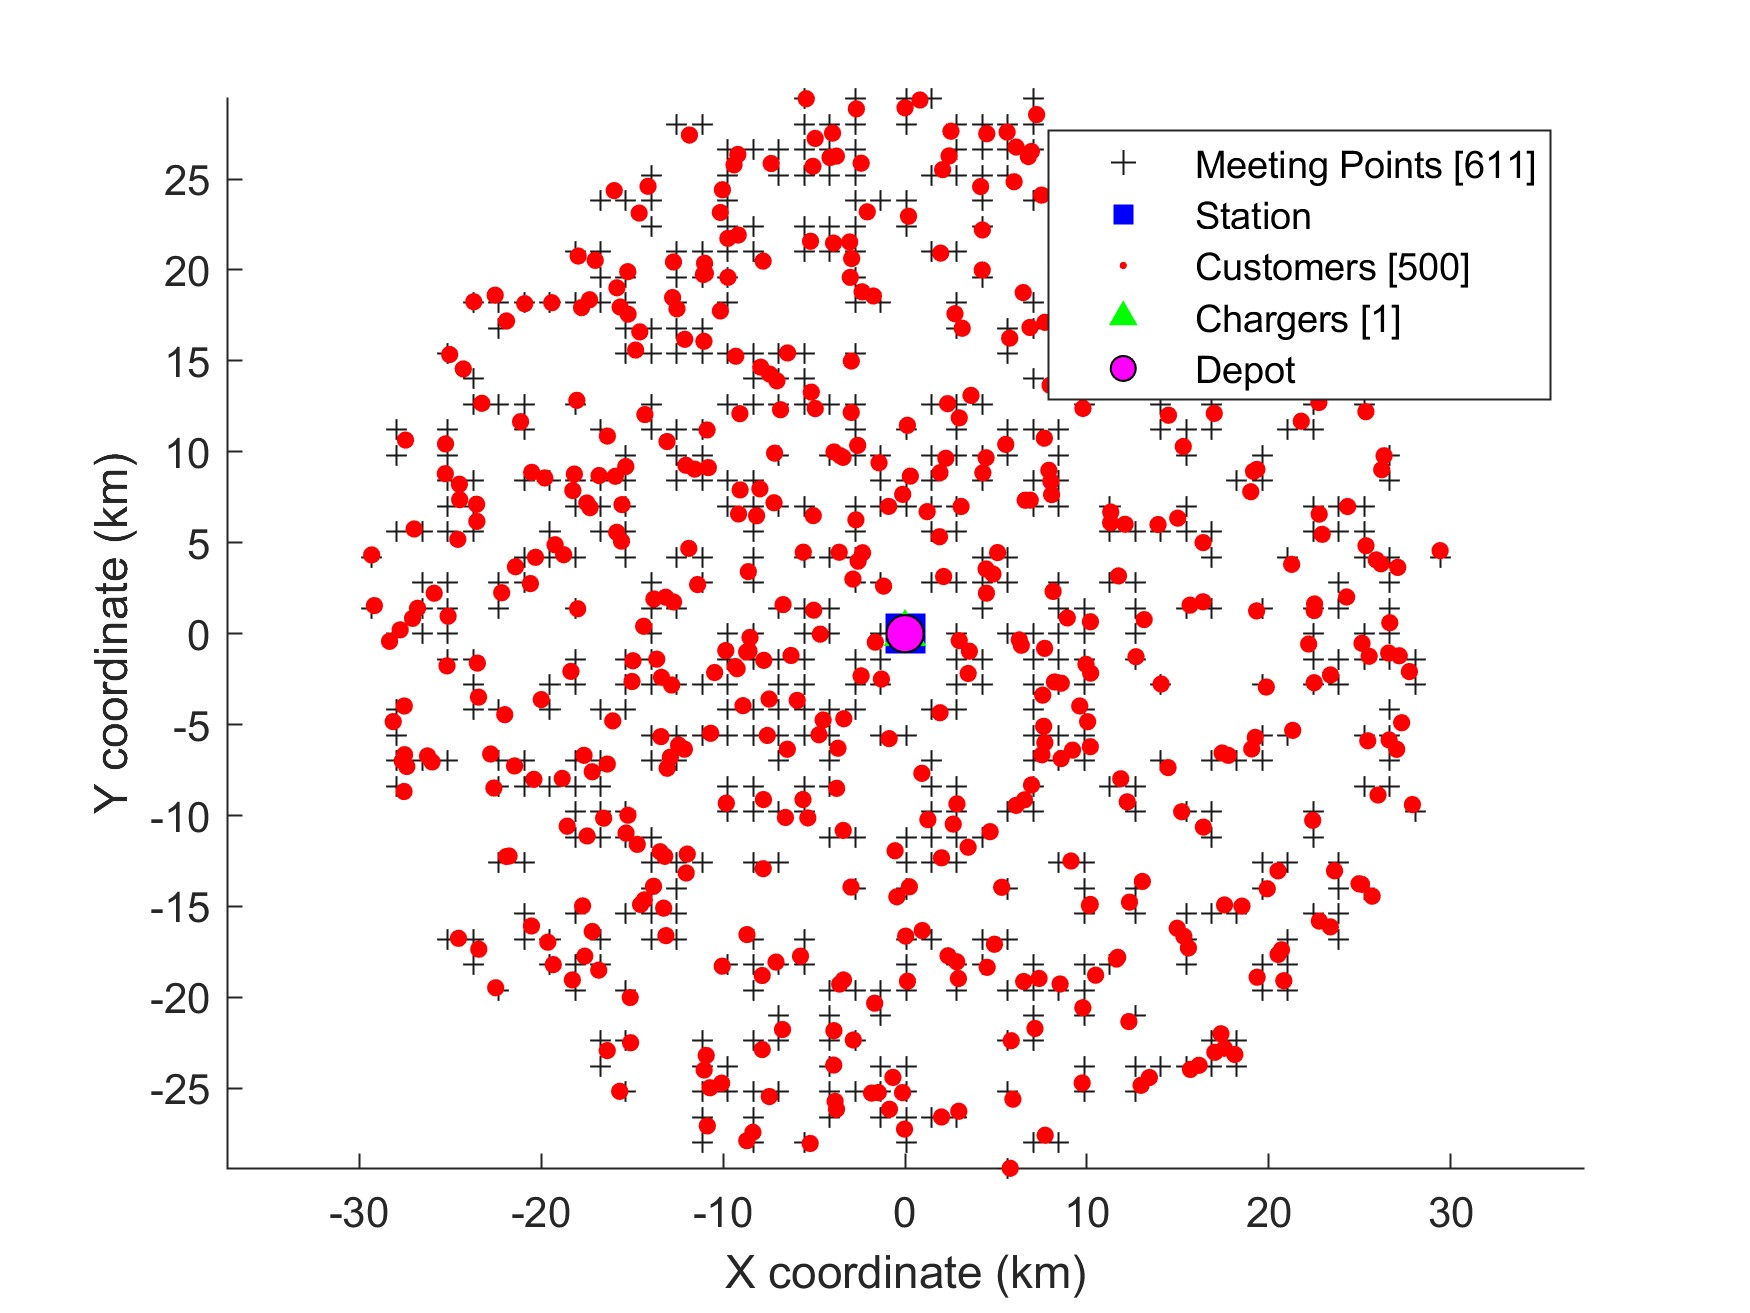 25
20
15
10
5
0
-5
-10
-15
-20
-25
Y coordinate (km)
Meeting Points [611]
Station
Customers [500]
Chargers [1]
Depot
-30 -20 -10 0 10 20 30
X coordinate (km)